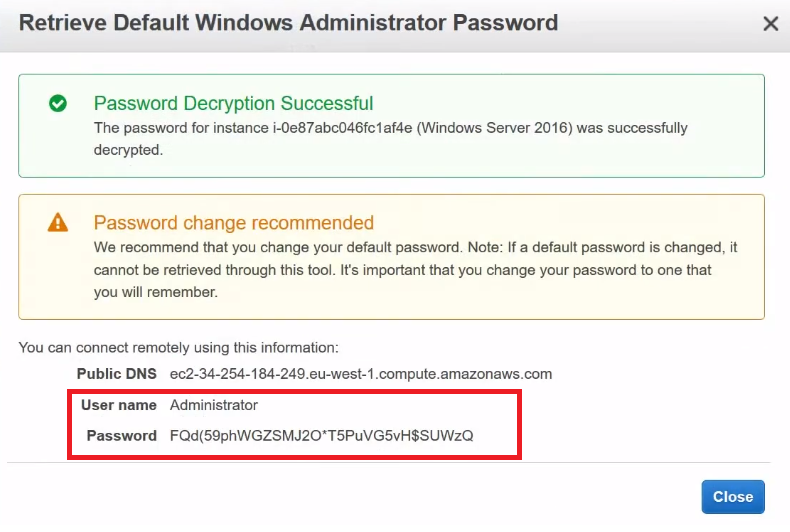 Retrieve Default Windows Administrator Password
Password Decryption Successful
The password for instance i-0e87abc046fc1af4e (Windows Server 2016) was successfully
decrypted.
Password change recommended
We recommend that you change your default password. Note: If a default password is changed, it
cannot be retrieved through this tool. It's important that you change your password to one that
you will remember.
You can connect remotely using this information:
Public DNS ec2-34-254-184-249.eu-west-1.compute.amazonaws.com
User name Administrator
Password FQd(59phWGZSMJ2O*T5PuVG5vH$SUWzQ
Close